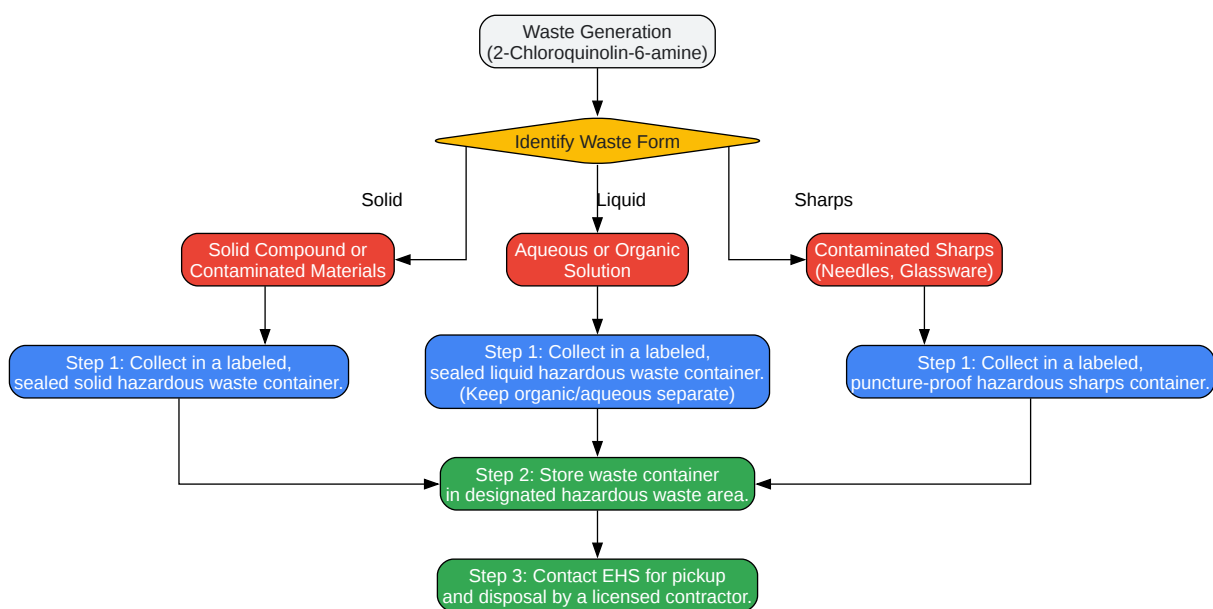 Waste Generation
(2-Chloroquinolin-6-amine)
Identify Waste Form
Solid
Liquid
Sharps
Solid Compound or
Contaminated Materials
Aqueous or Organic
Solution
Contaminated Sharps
(Needles, Glassware)
Step 1: Collect in a labeled,
sealed solid hazardous waste container.
Step 1: Collect in a labeled,
sealed liquid hazardous waste container.
(Keep organic/aqueous separate)
Step 1: Collect in a labeled,
puncture-proof hazardous sharps container.
Step 2: Store waste container
in designated hazardous waste area.
Step 3: Contact EHS for pickup
and disposal by a licensed contractor.